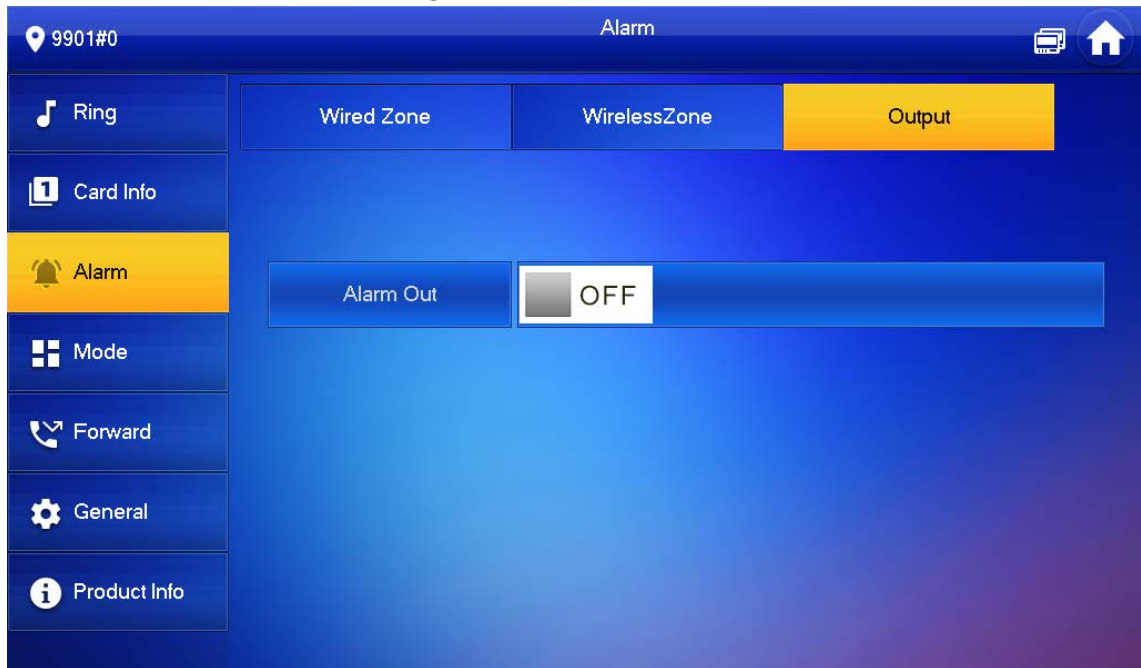 9901#0
Alarm
Ring
Card Info
Alarm
Mode
Forward
General
Product Info
Wired Zone
WirelessZone
Output
Alarm Out
OFF